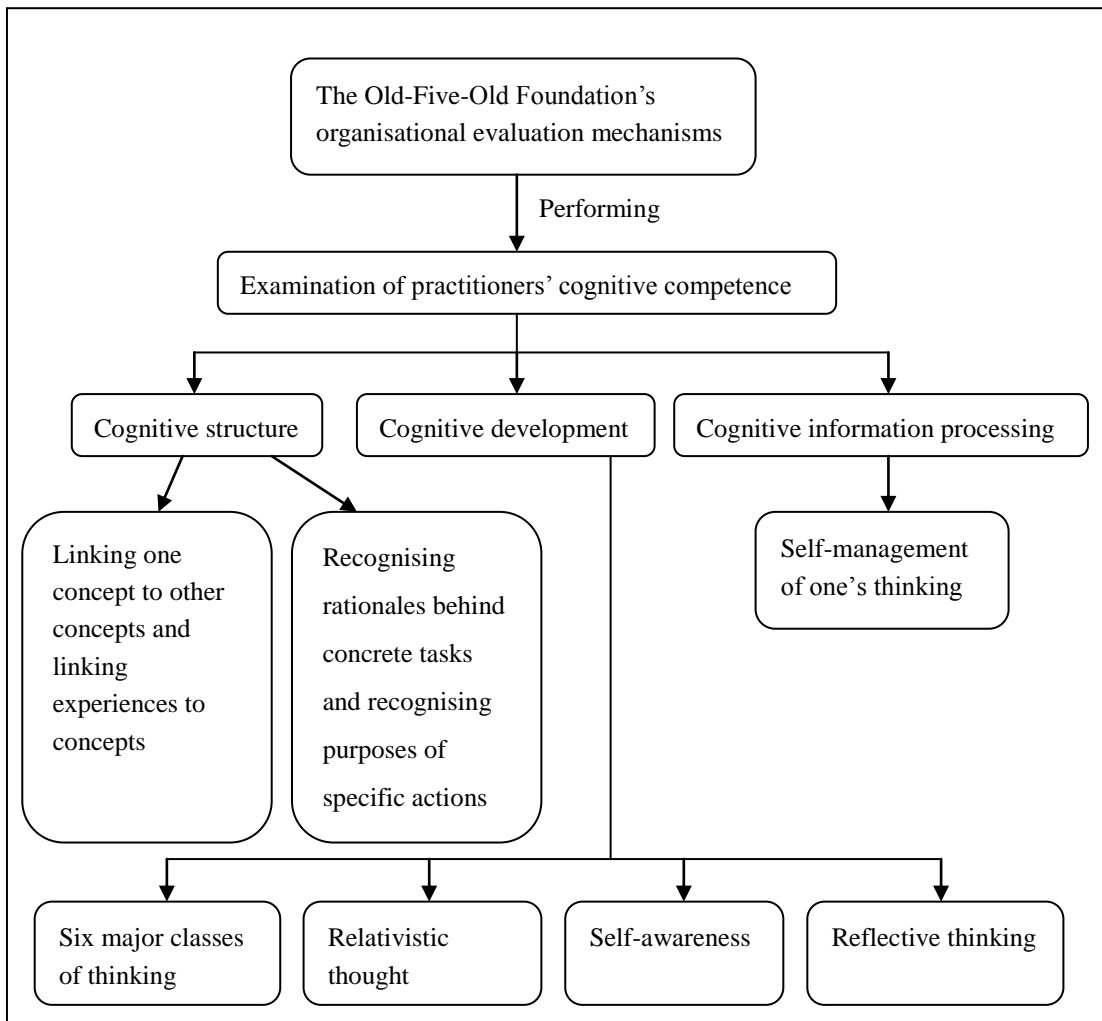 The Old-Five-Old Foundation’s
organisational evaluation mechanisms
Performing
Examination of practitioners’ cognitive competence
Cognitive structure
Cognitive development
Cognitive information processing
Linking one
concept to other
concepts and
linking
experiences to
concepts
Recognising
rationales behind
concrete tasks
and recognising
purposes of
specific actions
Self-management
of one’s thinking
Six major classes
of thinking
Relativistic
thought
Self-awareness
Reflective thinking